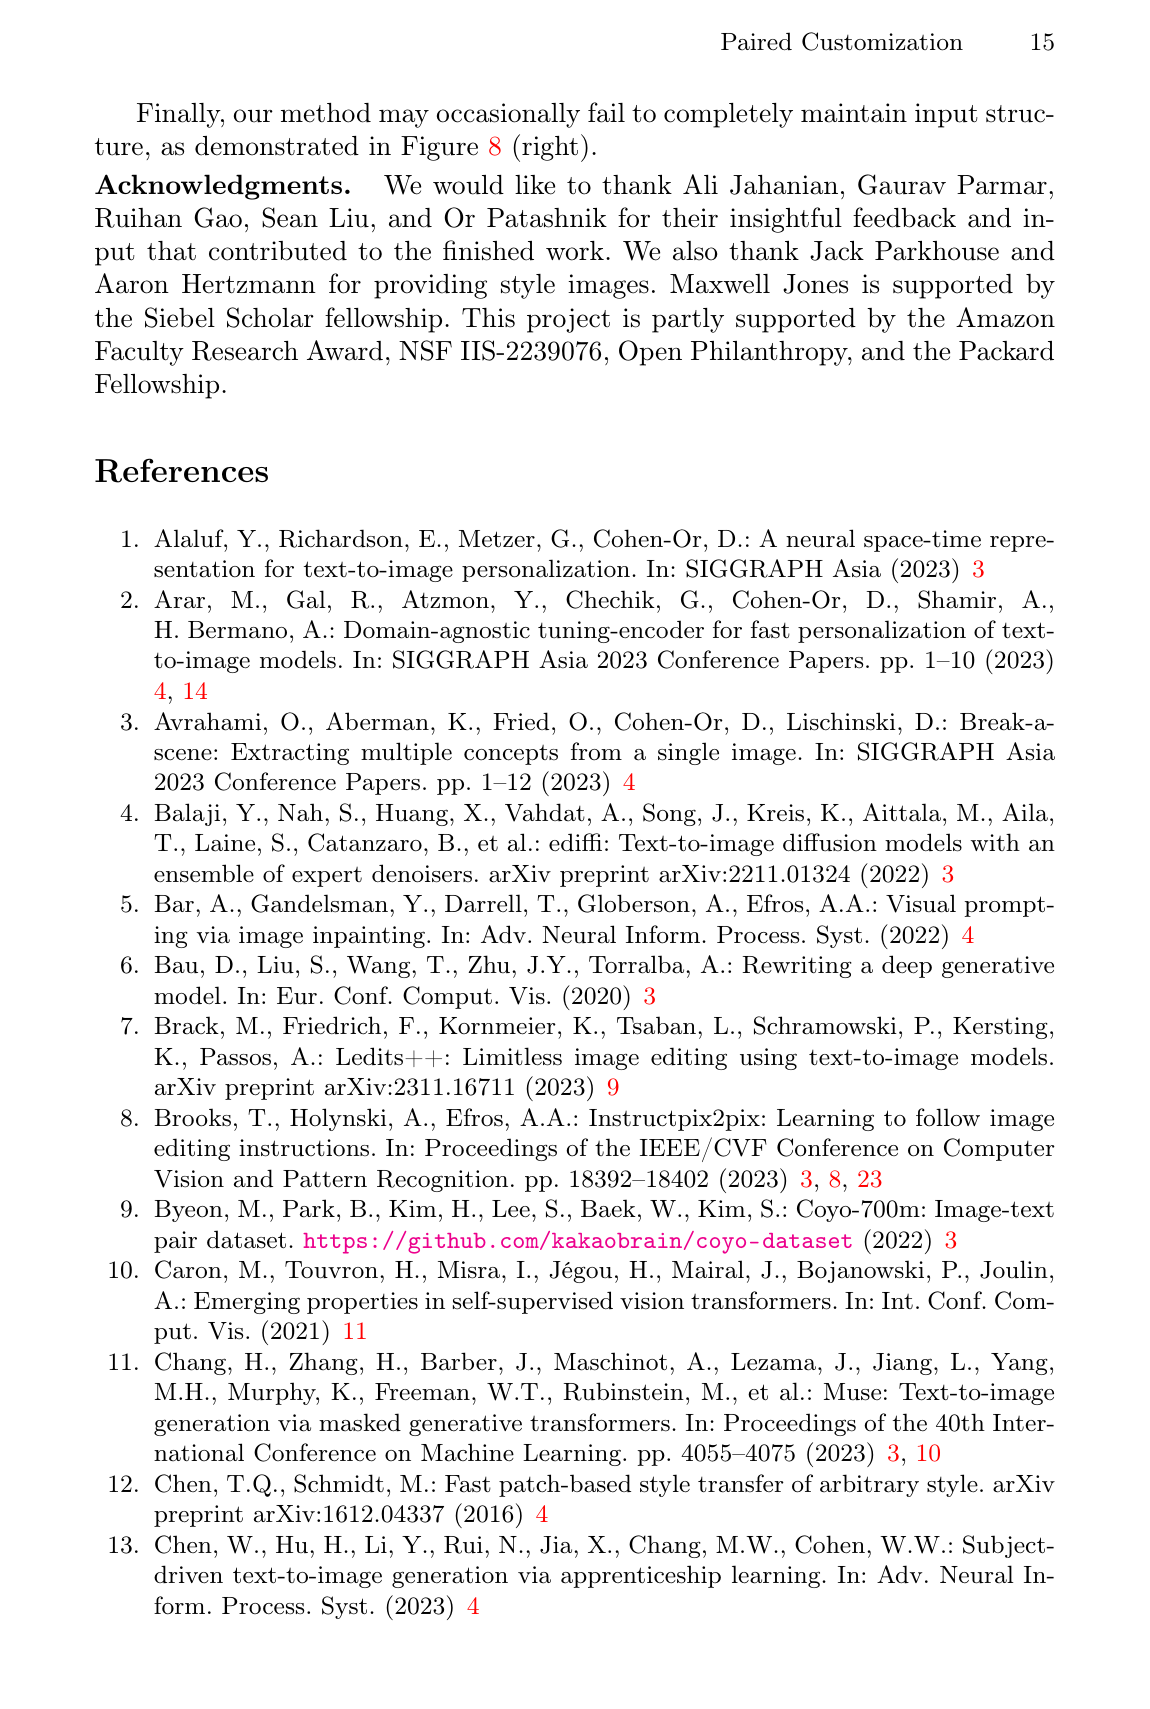 Paired Customization 15
Finally, our method may occasionally fail to completely maintain input struc-
ture, as demonstrated in Figure 8 (right).
Acknowledgments. We would like to thank Ali Jahanian, Gaurav Parmar,
Ruihan Gao, Sean Liu, and Or Patashnik for their insightful feedback and in-
put that contributed to the finished work. We also thank Jack Parkhouse and
Aaron Hertzmann for providing style images. Maxwell Jones is supported by
the Siebel Scholar fellowship. This project is partly supported by the Amazon
Faculty Research Award, NSF IIS-2239076, Open Philanthropy, and the Packard
Fellowship.
References
1. Alaluf, Y., Richardson, E., Metzer, G., Cohen-Or, D.: A neural space-time repre-
sentation for text-to-image personalization. In: SIGGRAPH Asia (2023) 3
2. Arar, M., Gal, R., Atzmon, Y., Chechik, G., Cohen-Or, D., Shamir, A.,
H. Bermano, A.: Domain-agnostic tuning-encoder for fast personalization of text-
to-image models. In: SIGGRAPH Asia 2023 Conference Papers. pp. 1–10 (2023)
4, 14
3. Avrahami, O., Aberman, K., Fried, O., Cohen-Or, D., Lischinski, D.: Break-a-
scene: Extracting multiple concepts from a single image. In: SIGGRAPH Asia
2023 Conference Papers. pp. 1–12 (2023) 4
4. Balaji, Y., Nah, S., Huang, X., Vahdat, A., Song, J., Kreis, K., Aittala, M., Aila,
T., Laine, S., Catanzaro, B., et al.: ediffi: Text-to-image diffusion models with an
ensemble of expert denoisers. arXiv preprint arXiv:2211.01324 (2022) 3
5. Bar, A., Gandelsman, Y., Darrell, T., Globerson, A., Efros, A.A.: Visual prompt-
ing via image inpainting. In: Adv. Neural Inform. Process. Syst. (2022) 4
6. Bau, D., Liu, S., Wang, T., Zhu, J.Y., Torralba, A.: Rewriting a deep generative
model. In: Eur. Conf. Comput. Vis. (2020) 3
7. Brack, M., Friedrich, F., Kornmeier, K., Tsaban, L., Schramowski, P., Kersting,
K., Passos, A.: Ledits++: Limitless image editing using text-to-image models.
arXiv preprint arXiv:2311.16711 (2023) 9
8. Brooks, T., Holynski, A., Efros, A.A.: Instructpix2pix: Learning to follow image
editing instructions. In: Proceedings of the IEEE/CVF Conference on Computer
Vision and Pattern Recognition. pp. 18392–18402 (2023) 3, 8, 23
9. Byeon, M., Park, B., Kim, H., Lee, S., Baek, W., Kim, S.: Coyo-700m: Image-text
pair dataset. https://github.com/kakaobrain/coyo-dataset (2022) 3
10. Caron, M., Touvron, H., Misra, I., Jégou, H., Mairal, J., Bojanowski, P., Joulin,
A.: Emerging properties in self-supervised vision transformers. In: Int. Conf. Com-
put. Vis. (2021) 11
11. Chang, H., Zhang, H., Barber, J., Maschinot, A., Lezama, J., Jiang, L., Yang,
M.H., Murphy, K., Freeman, W.T., Rubinstein, M., et al.: Muse: Text-to-image
generation via masked generative transformers. In: Proceedings of the 40th Inter-
national Conference on Machine Learning. pp. 4055–4075 (2023) 3, 10
12. Chen, T.Q., Schmidt, M.: Fast patch-based style transfer of arbitrary style. arXiv
preprint arXiv:1612.04337 (2016) 4
13. Chen, W., Hu, H., Li, Y., Rui, N., Jia, X., Chang, M.W., Cohen, W.W.: Subject-
driven text-to-image generation via apprenticeship learning. In: Adv. Neural In-
form. Process. Syst. (2023) 4